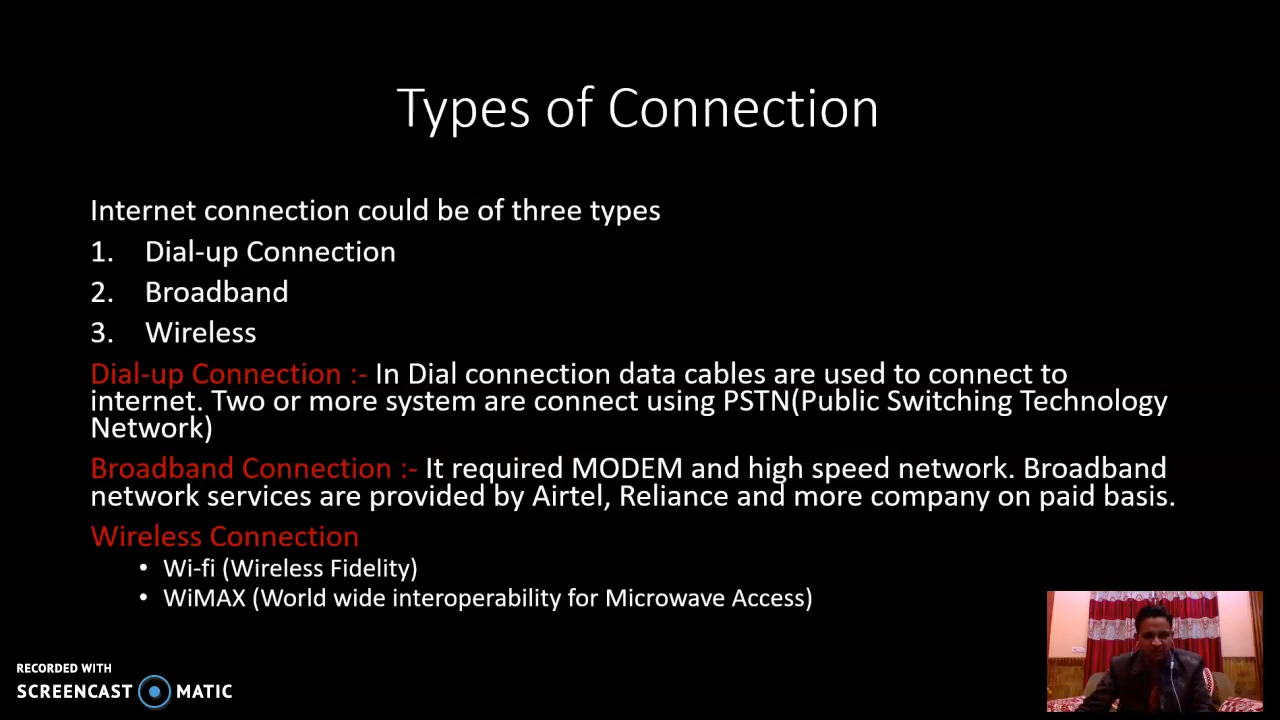 Types of Connection
Internet connection could be of three types
1. Dial-up Connection
2. Broadband
3. Wireless
Dial-up Connection :- In Dial connection data cables are used to connect to
internet. Two or more system are connect using PSTN(Public Switching Technology
Network)
Broadband Connection :- It required MODEM and high speed network. Broadband
network services are provided by Airtel, Reliance and more company on paid basis.
Wireless Connection
• Wi-fi (Wireless Fidelity)
• WiMAX (World wide interoperability for Microwave Access)
RECORDED WITH
SCREENCAST MATIC